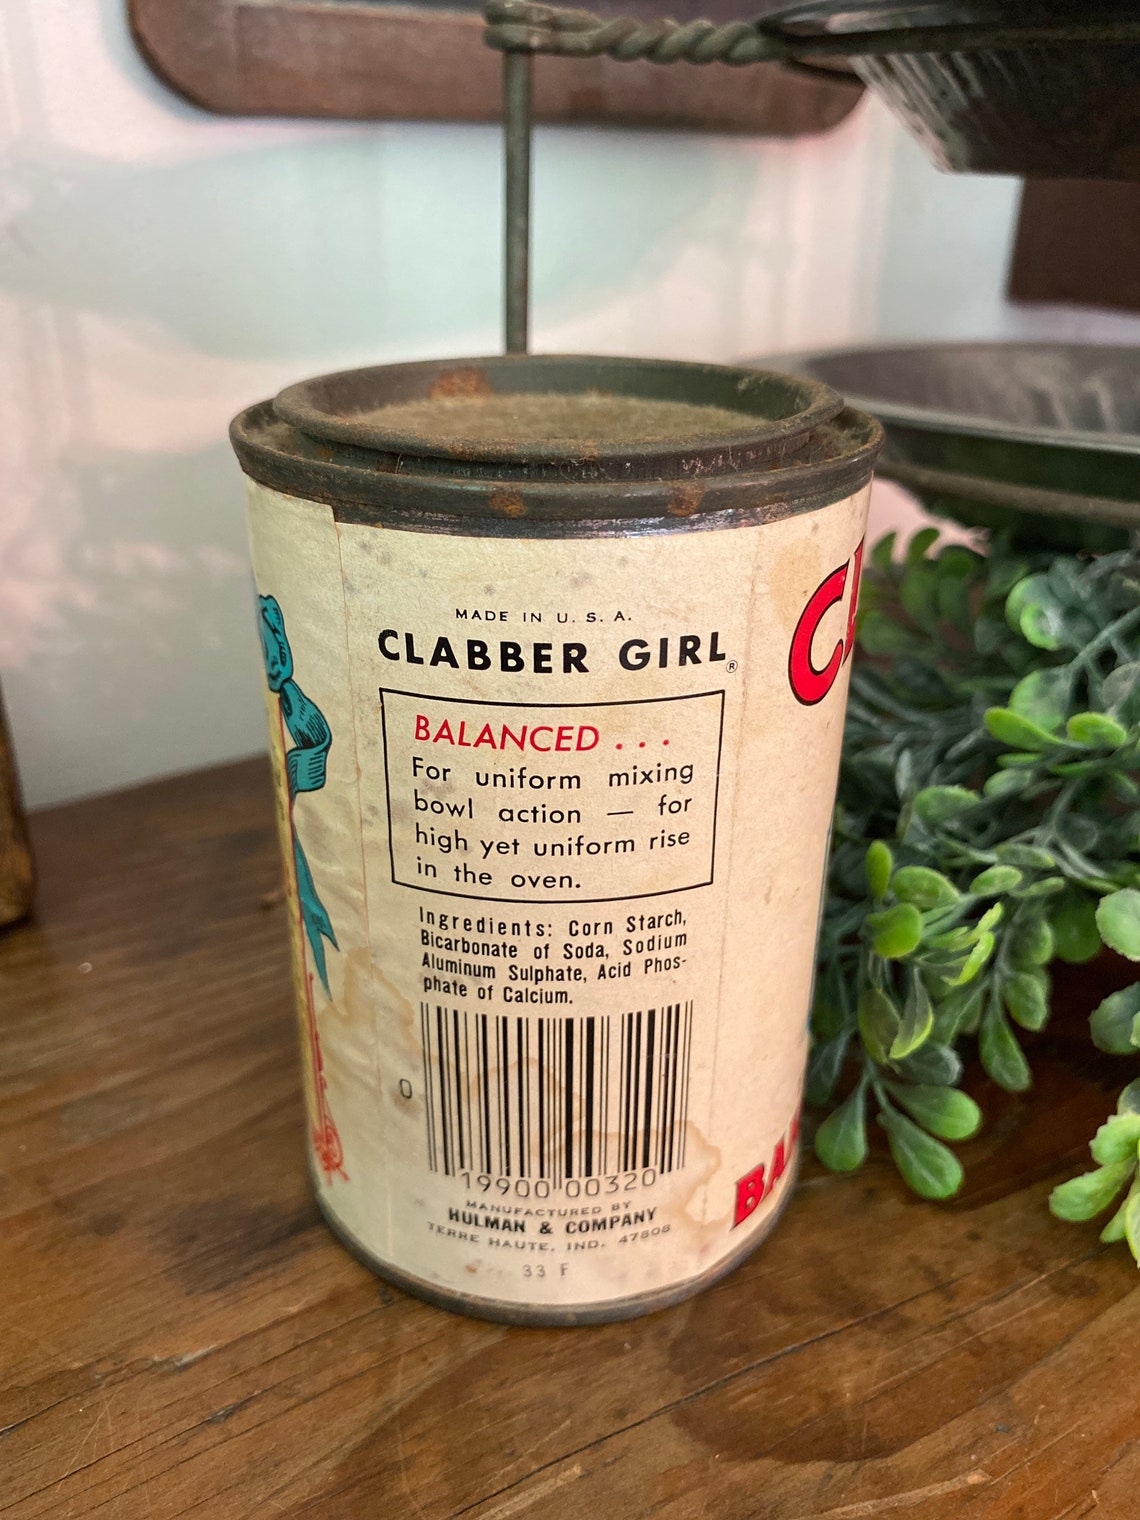 MADE IN U. S. A.
CLABBER GIRL®
BALANCED . . .
For uniform mixing
bowl action — for
high yet uniform rise
in the oven.
Ingredients: Corn Starch,
Bicarbonate of Soda, Sodium
Aluminum Sulphate, Acid Phos-
phate of Calcium.
0 19900 00320
MANUFACTURED BY
HULMAN & COMPANY
TERRE HAUTE, IND. 47808
33 F